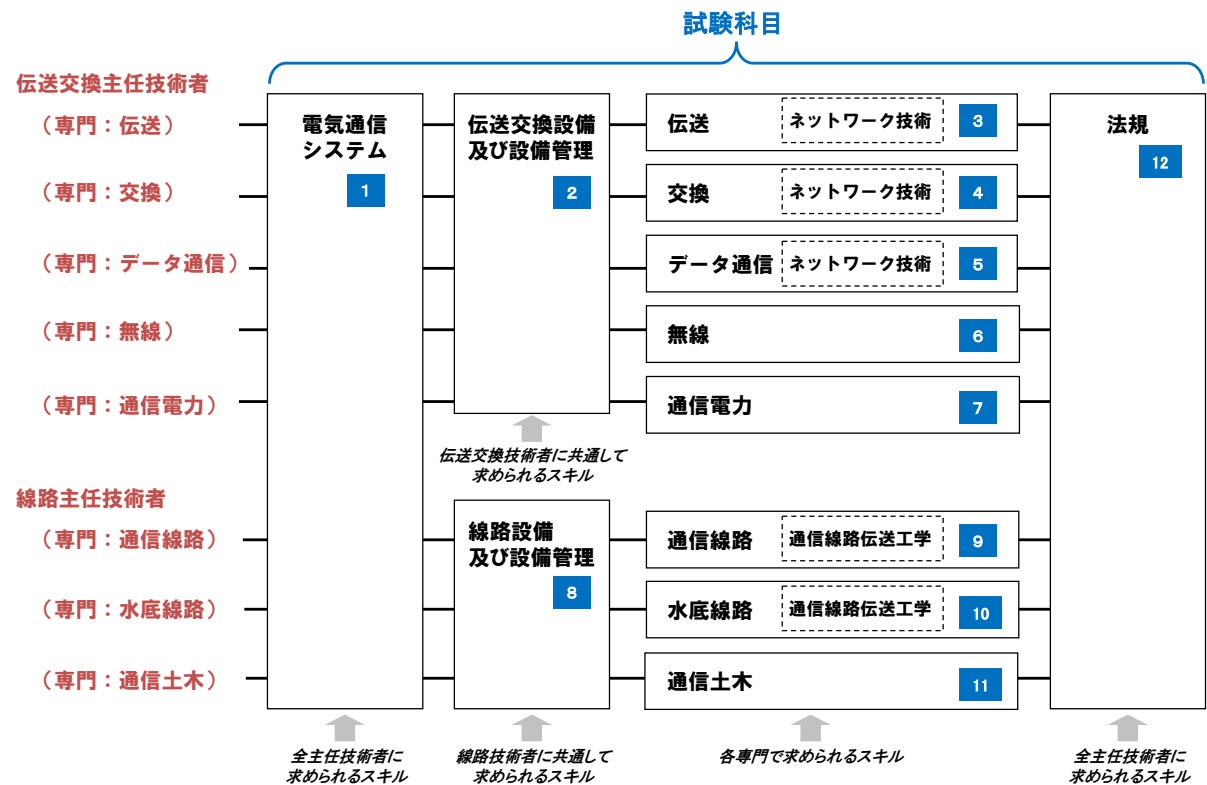 試験科目
伝送交換主任技術者
（専門：伝送）
（専門：交換）
（専門：データ通信）
（専門：無線）
（専門：通信電力）
電気通信
システム
1
伝送交換設備
及び設備管理
2
伝送 ネットワーク技術 3
交換 ネットワーク技術 4
データ通信 ネットワーク技術 5
無線 6
通信電力 7
法規
12
伝送交換技術者に共通して
求められるスキル
線路主任技術者
（専門：通信線路）
（専門：水底線路）
（専門：通信土木）
線路設備
及び設備管理
8
通信線路 通信線路伝送工学 9
水底線路 通信線路伝送工学 10
通信土木 11
全主任技術者に
求められるスキル
線路技術者に共通して
求められるスキル
各専門で求められるスキル
全主任技術者に
求められるスキル